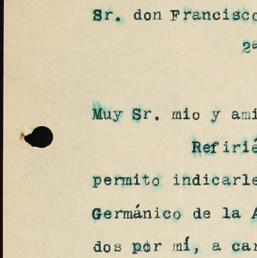 Sr. don Francisco
2ª
Muy Sr. mio y ami
Refirié
permito indicarle
Germánico de la A
dos por mí, a car